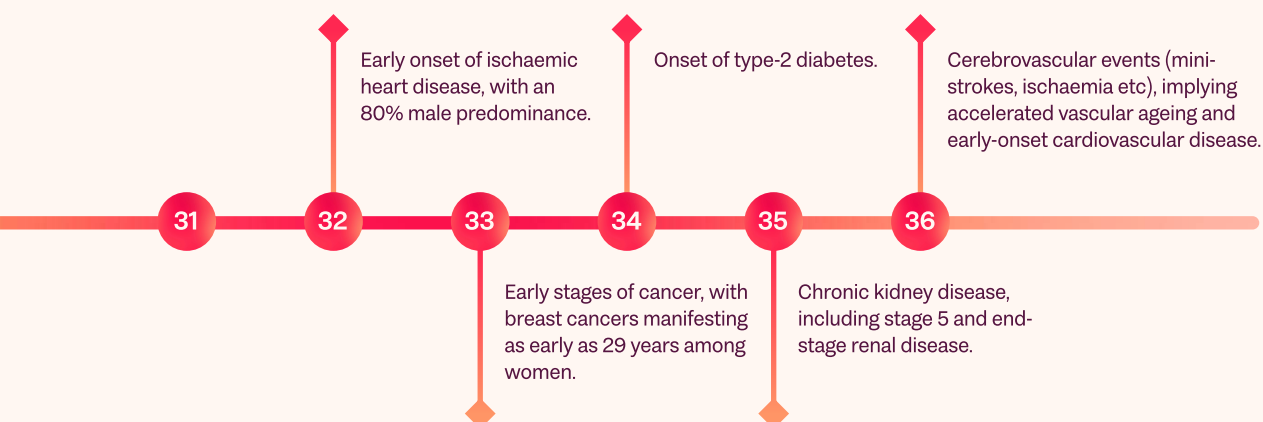 Early onset of ischaemic
heart disease, with an
80% male predominance.
Onset of type-2 diabetes.
Cerebrovascular events (mini-
strokes, ischaemia etc), implying
accelerated vascular ageing and
early-onset cardiovascular disease.
31
32
33
34
35
36
Early stages of cancer, with
breast cancers manifesting
as early as 29 years among
women.
Chronic kidney disease,
including stage 5 and end-
stage renal disease.